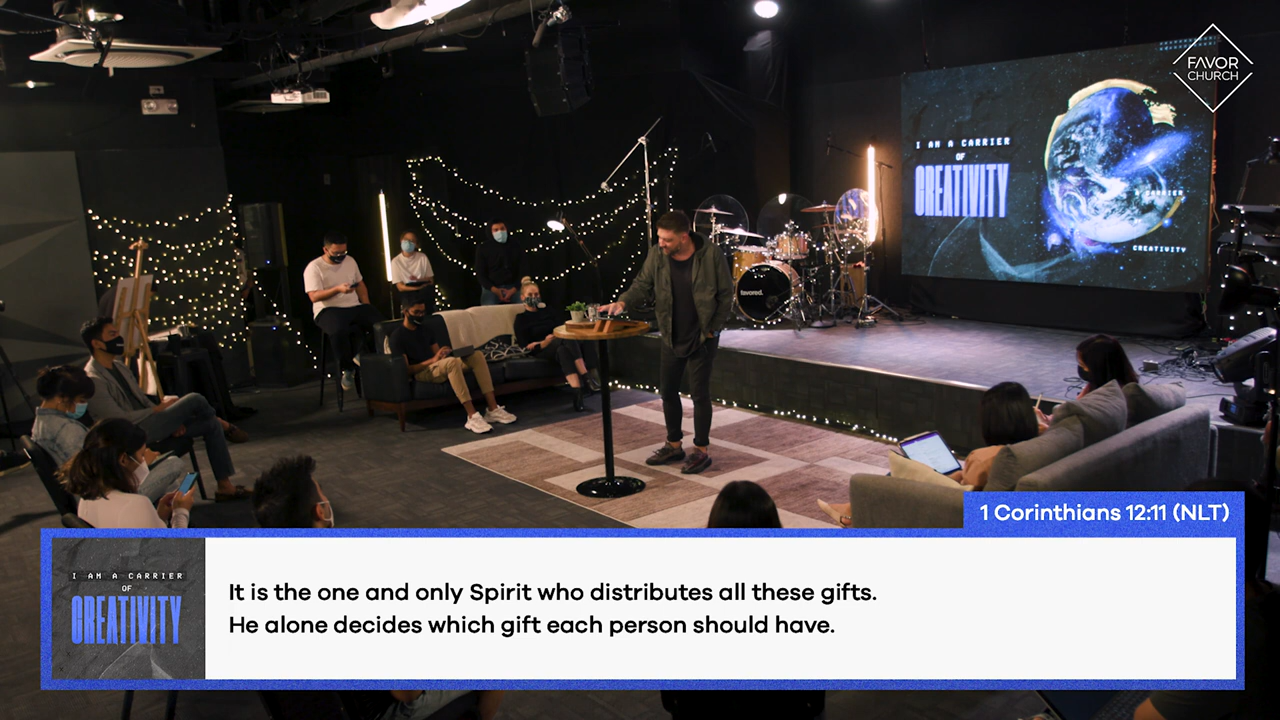 FAVOR
CHURCH
I AM A CARRIER
OF
CREATIVITY
A CARRIER
CREATIVITY
favored.
1 Corinthians 12:11 (NLT)
I AM A CARRIER
OF
CREATIVITY
It is the one and only Spirit who distributes all these gifts.
He alone decides which gift each person should have.